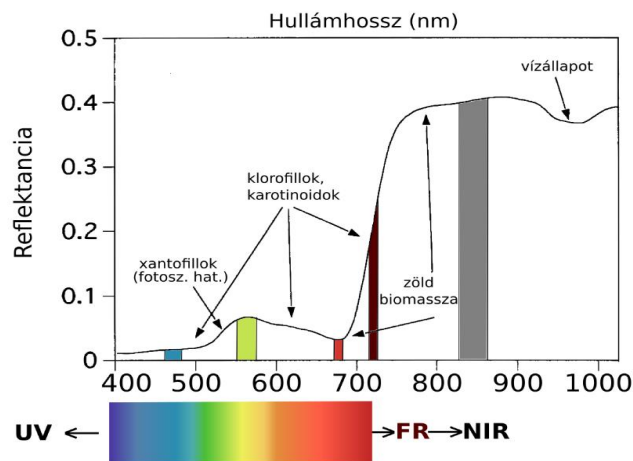 Hullámhossz (nm)
0.5
0.4
0.3
0.2
0.1
0
Reflektancia
vízállapot
klorofillok,
karotinoidok
xantofillok
(fotosz. hat.)
zöld
biomassza
400 500 600 700 800 900 1000
UV FR NIR